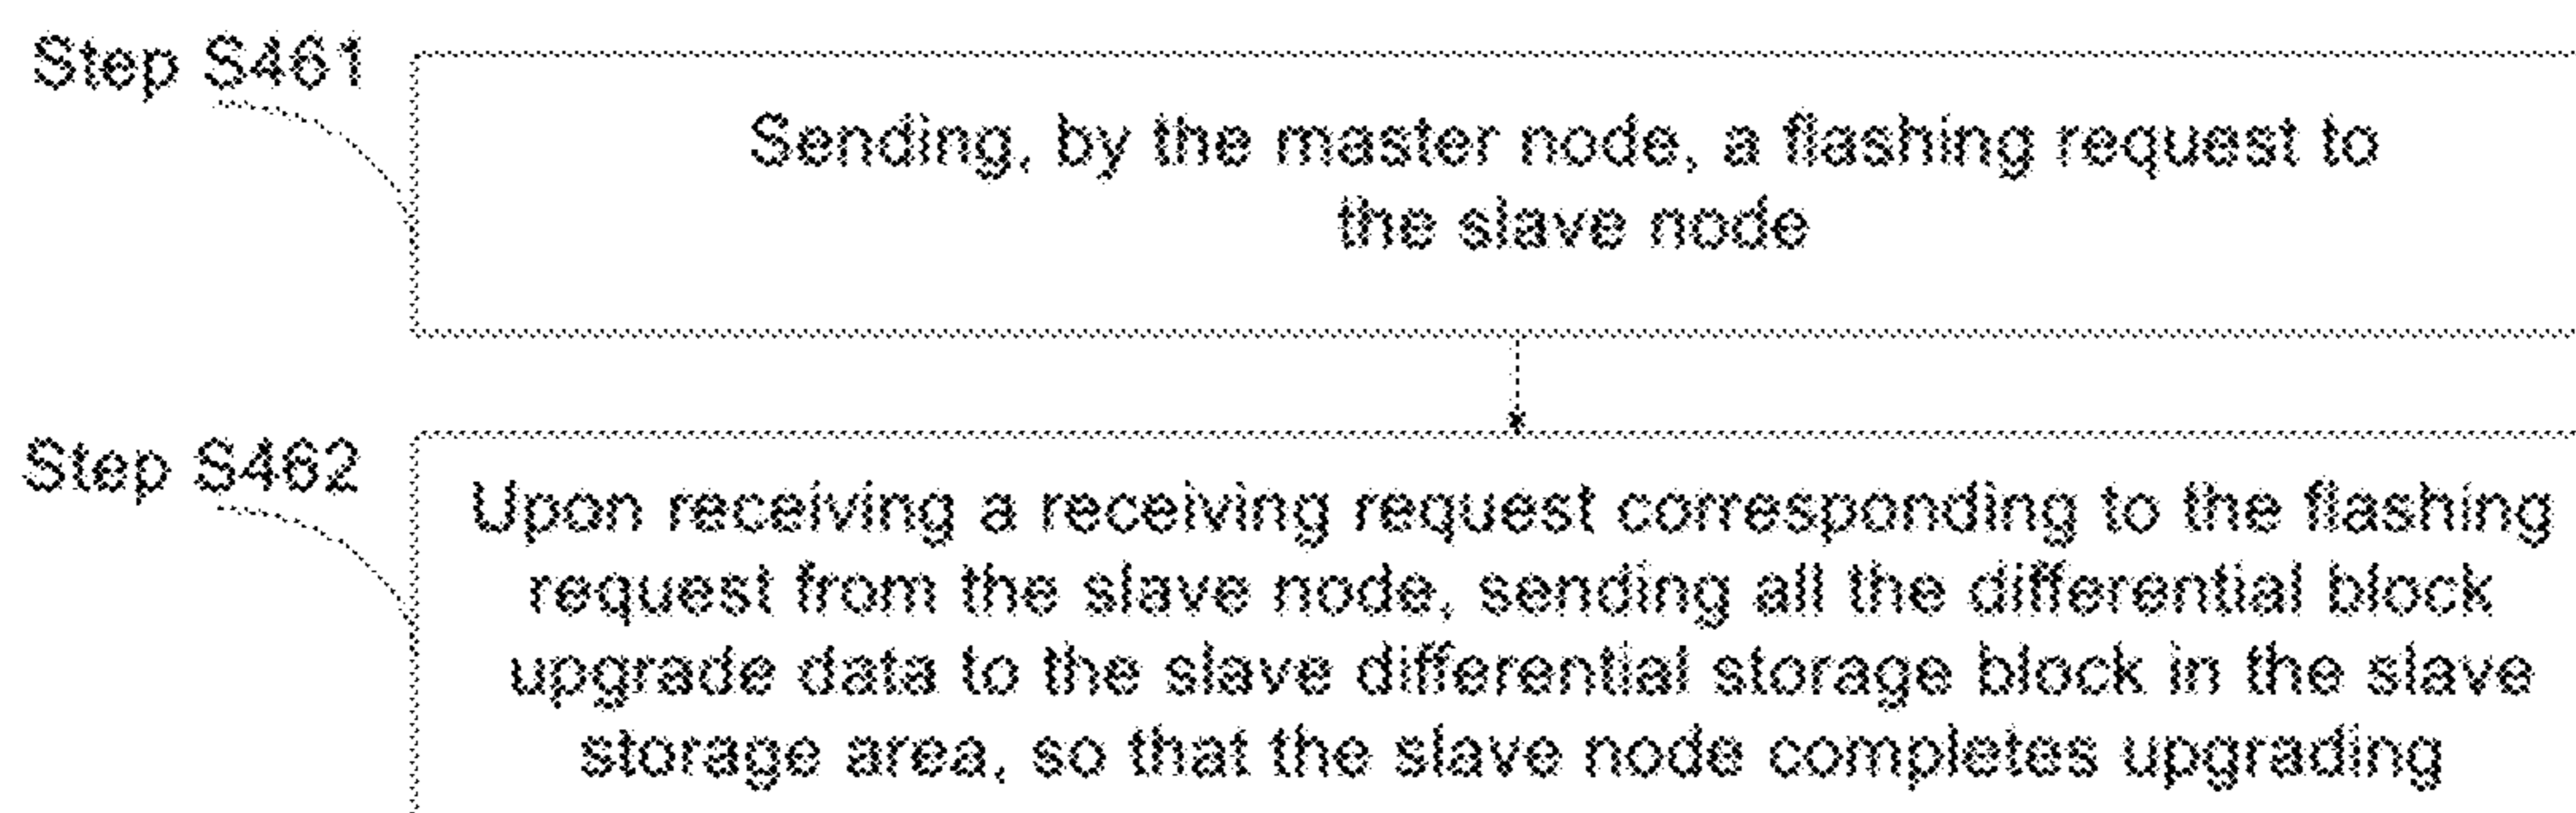 Step S461
Sending, by the master node, a flashing request to
the slave node
Step S462
Upon receiving a receiving request corresponding to the flashing
request from the slave node, sending all the differential block
upgrade data to the slave differential storage block in the slave
storage area, so that the slave node completes upgrading